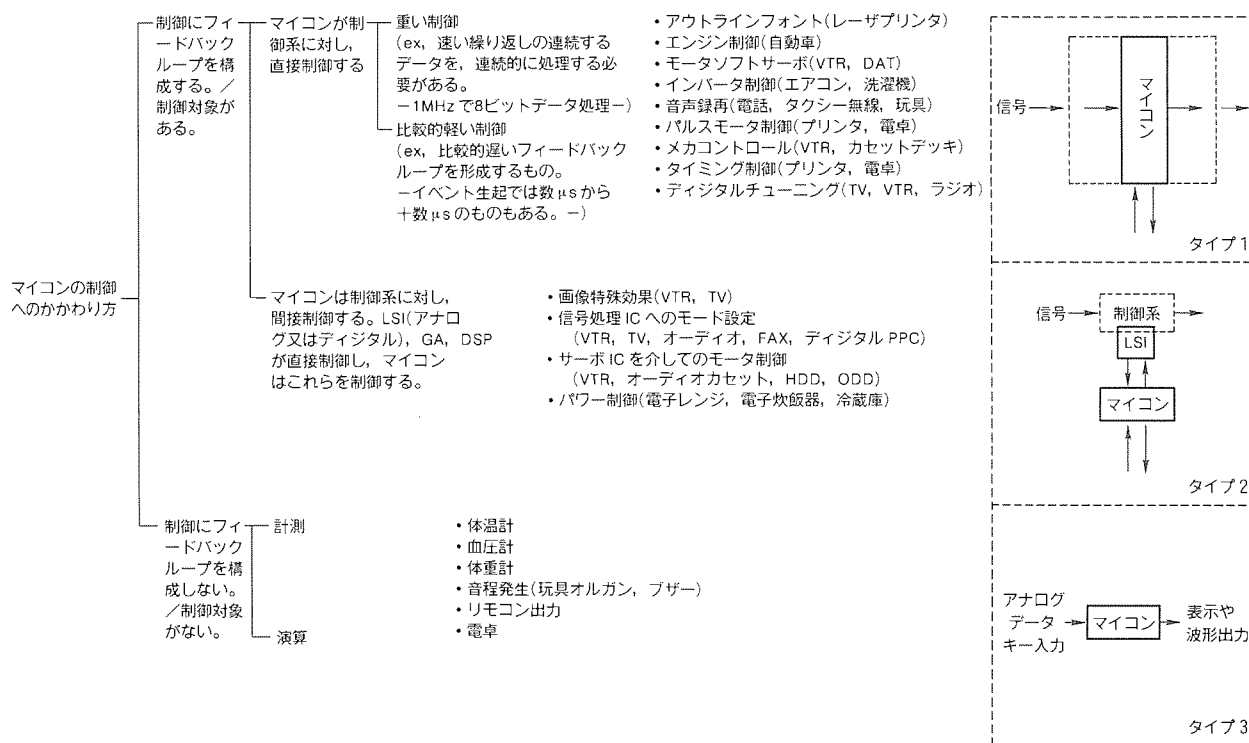 マイコンの制御
へのかかわり方
制御にフィ
ードバック
ループを構
成する。／
制御対象が
ある。
マイコンが制
御系に対し，
直接制御する
重い制御
(ex，速い繰り返しの連続する
データを，連続的に処理する必
要がある。
－1MHzで8ビットデータ処理－)
比較的軽い制御
(ex，比較的遅いフィードバック
ループを形成するもの。
－イベント生起では数μsから
十数μsのものもある。－)
・アウトラインフォント(レーザプリンタ)
・エンジン制御(自動車)
・モータソフトサーボ(VTR，DAT)
・インバータ制御(エアコン，洗濯機)
・音声録再(電話，タクシー無線，玩具)
・パルスモータ制御(プリンタ，電卓)
・メカコントロール(VTR，カセットデッキ)
・タイミング制御(プリンタ，電卓)
・ディジタルチューニング(TV，VTR，ラジオ)
信号
マイコン
タイプ1
マイコンは制御系に対し，
間接制御する。LSI(アナロ
グ又はディジタル)，GA，DSP
が直接制御し，マイコン
はこれらを制御する。
・画像特殊効果(VTR，TV)
・信号処理ICへのモード設定
(VTR，TV，オーディオ，FAX，ディジタルPPC)
・サーボICを介してのモータ制御
(VTR，オーディオカセット，HDD，ODD)
・パワー制御(電子レンジ，電子炊飯器，冷蔵庫)
信号
制御系
LSI
マイコン
タイプ2
制御にフィ
ードバック
ループを構
成しない。
／制御対象
がない。
計測
演算
・体温計
・血圧計
・体重計
・音程発生(玩具オルガン，ブザー)
・リモコン出力
・電卓
アナログ
データ
キー入力
マイコン
表示や
波形出力
タイプ3